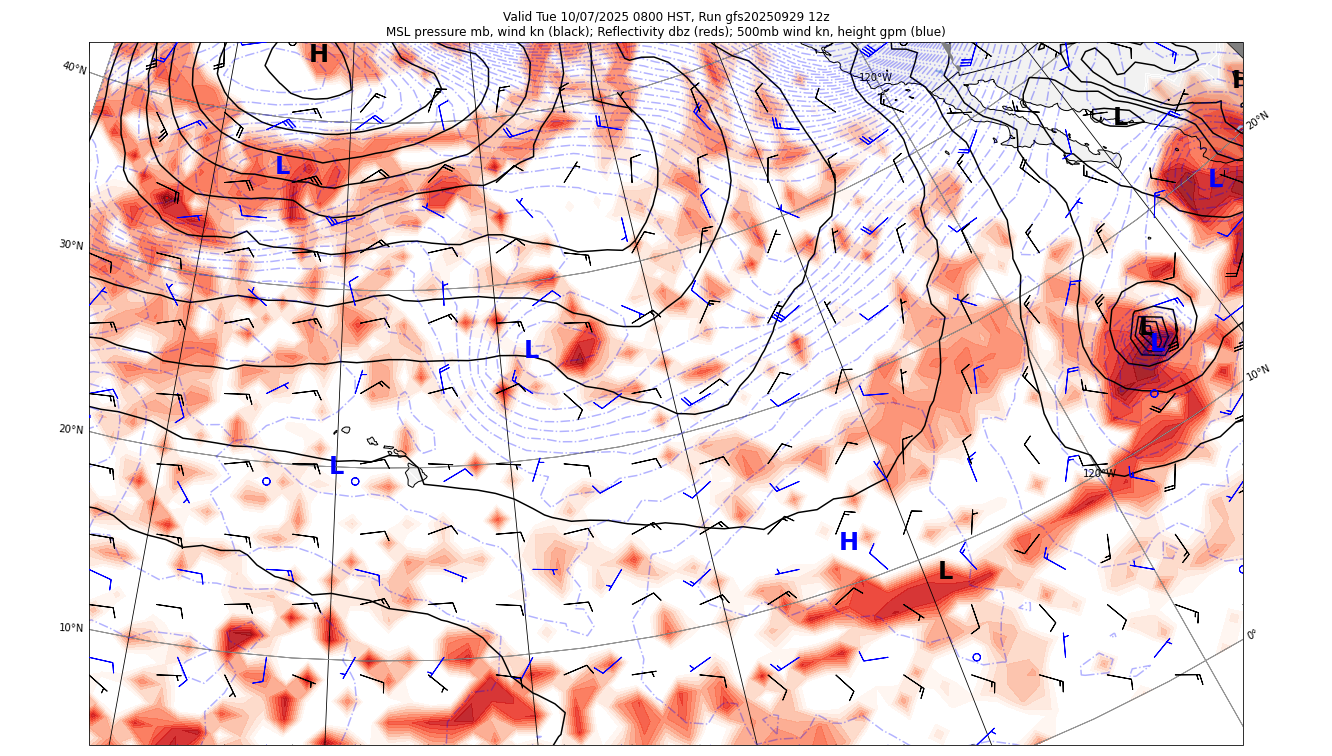 Valid Tue 10/07/2025 0800 HST, Run gfs20250929 12z
MSL pressure mb, wind kn (black); Reflectivity dbz (reds); 500mb wind kn, height gpm (blue)
H
40°N
120°W
H
L
20°N
L
L
30°N
L
L
L
10°N
20°N
L
120°W
H
L
10°N
0°